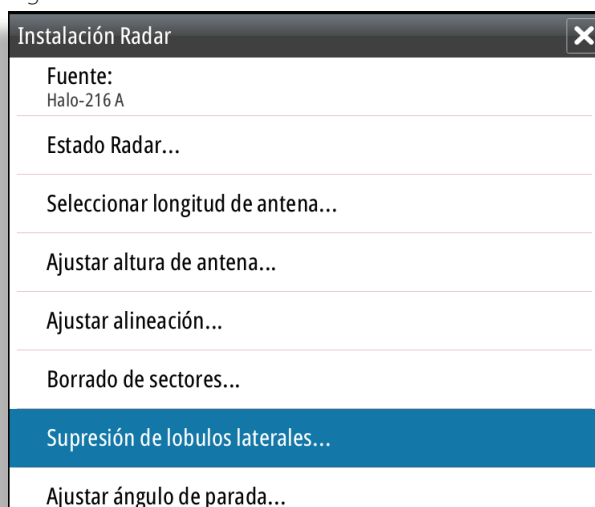 Instalación Radar
Fuente:
Halo-216 A
Estado Radar...
Seleccionar longitud de antena...
Ajustar altura de antena...
Ajustar alineación...
Borrado de sectores...
Supresión de lobulos laterales...
Ajustar ángulo de parada...